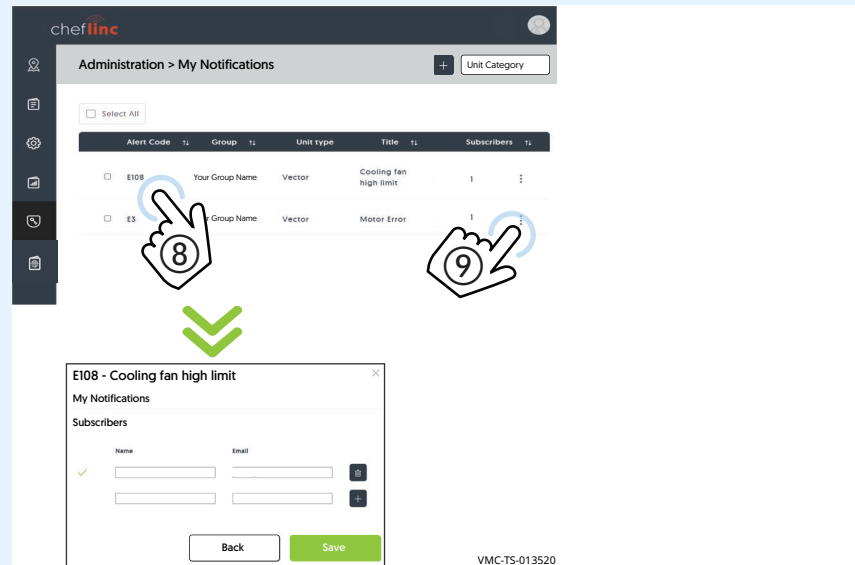 cheflinc
Administration > My Notifications
+ Unit Category
Select All
Alert Code ↑↓ Group ↑↓ Unit type Title ↑↓ Subscribers ↑↓
E108 Your Group Name Vector Cooling fan high limit 1
E3 r Group Name Vector Motor Error 1
8
9
E108 - Cooling fan high limit ×
My Notifications
Subscribers
Name Email
+
Back Save
VMC-TS-013520